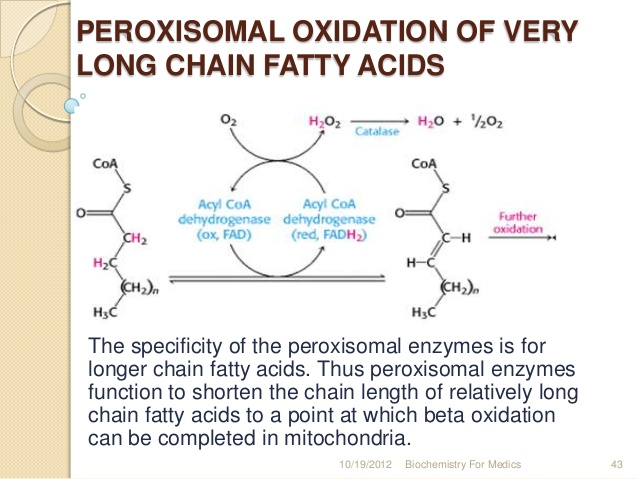 PEROXISOMAL OXIDATION OF VERY
LONG CHAIN FATTY ACIDS
O₂
H₂O₂
Catalase
H₂O + ½O₂
CoA
S
O
CH₂
H₂C
(CH₂)n
H₃C
Acyl CoA
dehydrogenase
(ox, FAD)
Acyl CoA
dehydrogenase
(red, FADH₂)
CoA
S
O
C–H
H–C
(CH₂)n
H₃C
Further
oxidation
The specificity of the peroxisomal enzymes is for
longer chain fatty acids. Thus peroxisomal enzymes
function to shorten the chain length of relatively long
chain fatty acids to a point at which beta oxidation
can be completed in mitochondria.
10/19/2012 Biochemistry For Medics 43